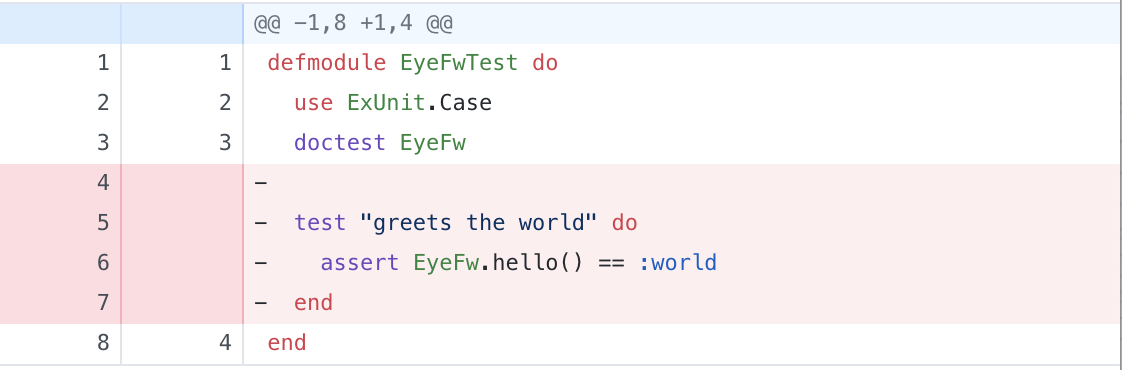 @@ −1,8 +1,4 @@
1 1 defmodule EyeFwTest do
2 2 use ExUnit.Case
3 3 doctest EyeFw
4 −
5 − test "greets the world" do
6 − assert EyeFw.hello() == :world
7 − end
8 4 end